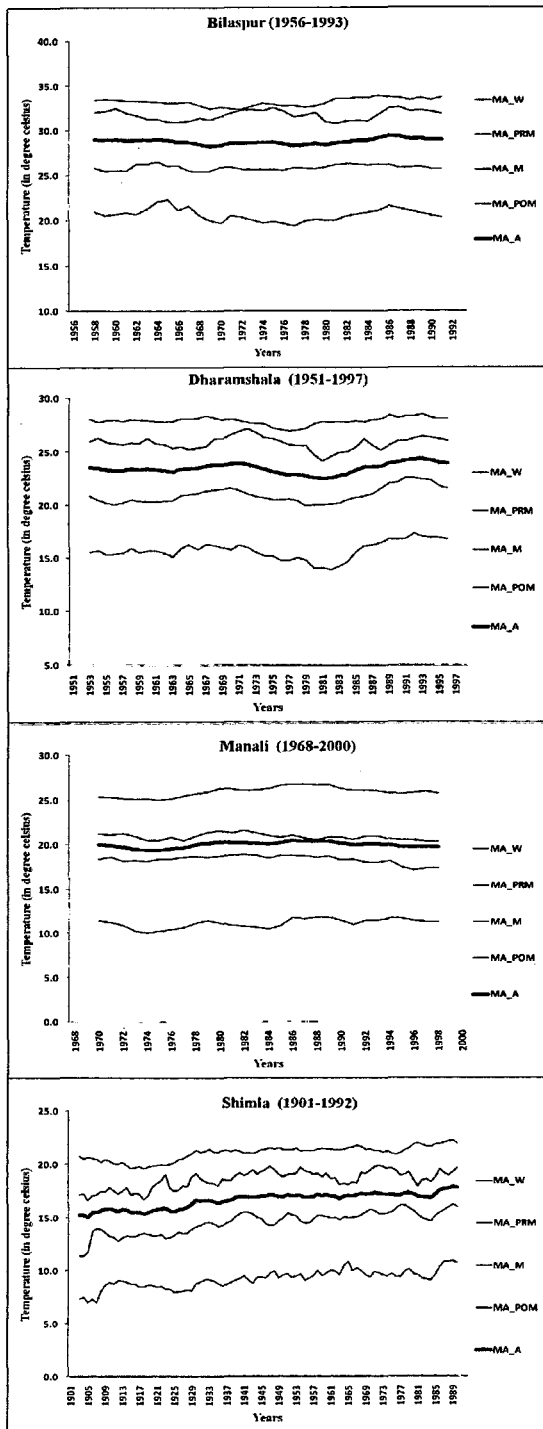 Bilaspur (1956-1993)
Temperature (in degree celsius)
40.0
35.0
30.0
25.0
20.0
15.0
10.0
1956 1958 1960 1962 1964 1966 1968 1970 1972 1974 1976 1978 1980 1982 1984 1986 1988 1990 1992
Years
MA_W
MA_PRM
MA_M
MA_POM
MA_A
Dharamshala (1951-1997)
Temperature (in degree celsius)
30.0
25.0
20.0
15.0
10.0
5.0
1951 1953 1955 1957 1959 1961 1963 1965 1967 1969 1971 1973 1975 1977 1979 1981 1983 1985 1987 1989 1991 1993 1995 1997
Years
MA_W
MA_PRM
MA_M
MA_POM
MA_A
Manali (1968-2000)
Temperature (in degree celsius)
30.0
25.0
20.0
15.0
10.0
5.0
0.0
1968 1970 1972 1974 1976 1978 1980 1982 1984 1986 1988 1990 1992 1994 1996 1998 2000
Years
MA_W
MA_PRM
MA_M
MA_POM
MA_A
Shimla (1901-1992)
Temperature (in degree celsius)
25.0
20.0
15.0
10.0
5.0
0.0
1901 1905 1909 1913 1917 1921 1925 1929 1933 1937 1941 1945 1949 1953 1957 1961 1965 1969 1973 1977 1981 1985 1989
Years
MA_W
MA_PRM
MA_M
MA_POM
MA_A